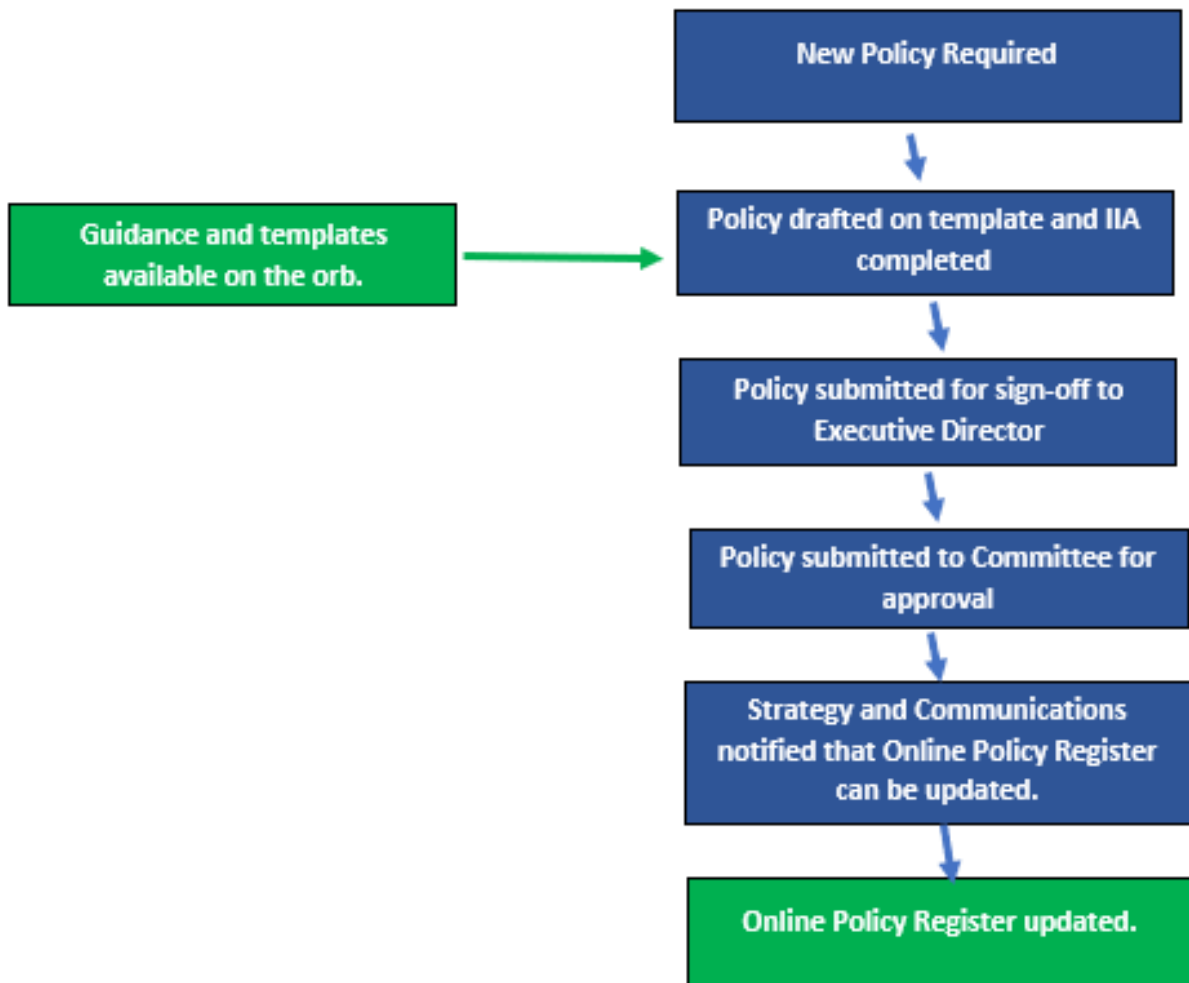 New Policy Required
Guidance and templates
available on the orb.
Policy drafted on template and IIA
completed
Policy submitted for sign-off to
Executive Director
Policy submitted to Committee for
approval
Strategy and Communications
notified that Online Policy Register
can be updated.
Online Policy Register updated.